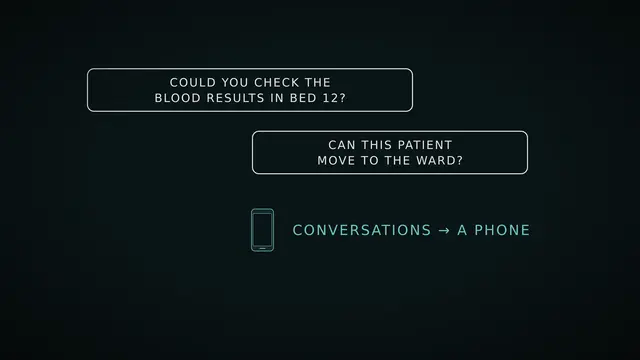 COULD YOU CHECK THE
BLOOD RESULTS IN BED 12?
CAN THIS PATIENT
MOVE TO THE WARD?
CONVERSATIONS → A PHONE